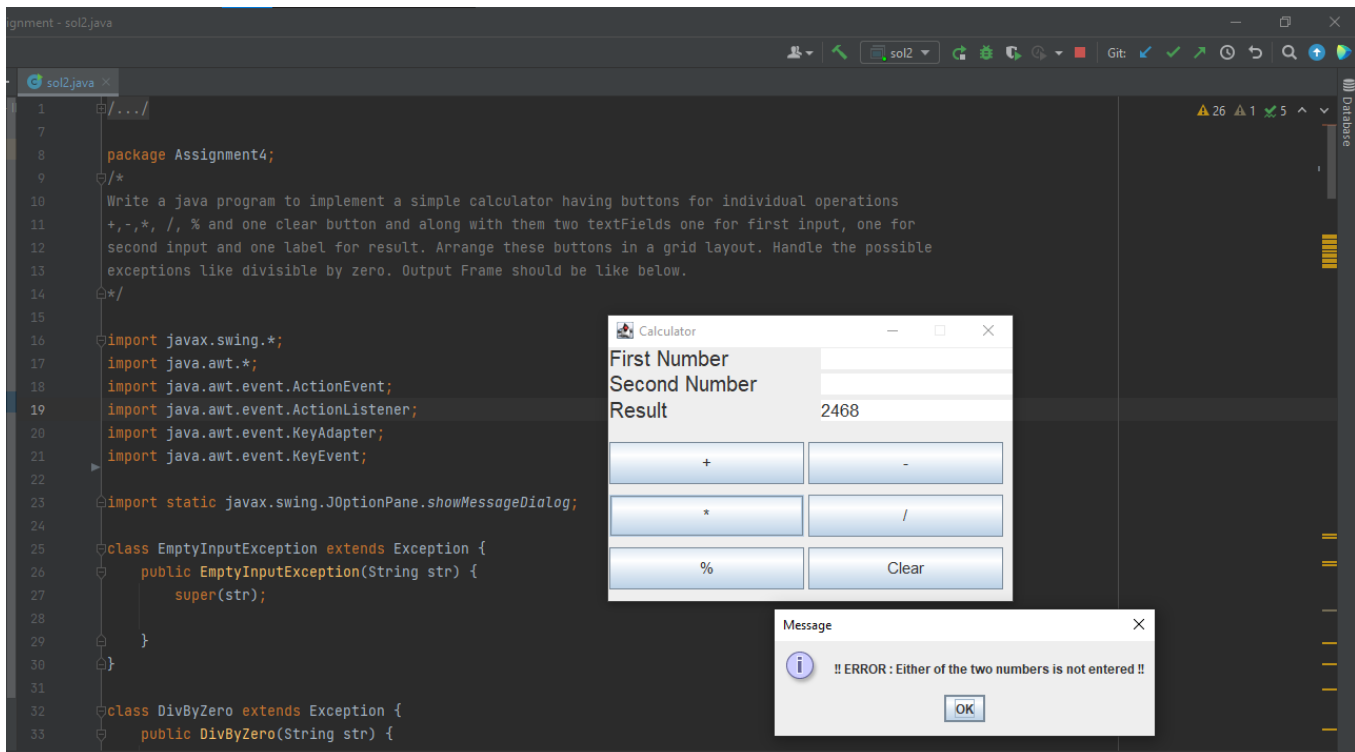 ignment - sol2.java
sol2
Git:
sol2.java
Database
26 1 5
1 /.../
7
8 package Assignment4;
9 /*
10 Write a java program to implement a simple calculator having buttons for individual operations
11 +,-,*, /, % and one clear button and along with them two textFields one for first input, one for
12 second input and one label for result. Arrange these buttons in a grid layout. Handle the possible
13 exceptions like divisible by zero. Output Frame should be like below.
14 */
15
16 import javax.swing.*;
17 import java.awt.*;
18 import java.awt.event.ActionEvent;
19 import java.awt.event.ActionListener;
20 import java.awt.event.KeyAdapter;
21 import java.awt.event.KeyEvent;
22
23 import static javax.swing.JOptionPane.showMessageDialog;
24
25 class EmptyInputException extends Exception {
26 public EmptyInputException(String str) {
27 super(str);
28
29 }
30 }
31
32 class DivByZero extends Exception {
33 public DivByZero(String str) {
Calculator
First Number
Second Number
Result 2468
+ -
* /
% Clear
Message
!! ERROR : Either of the two numbers is not entered !!
OK